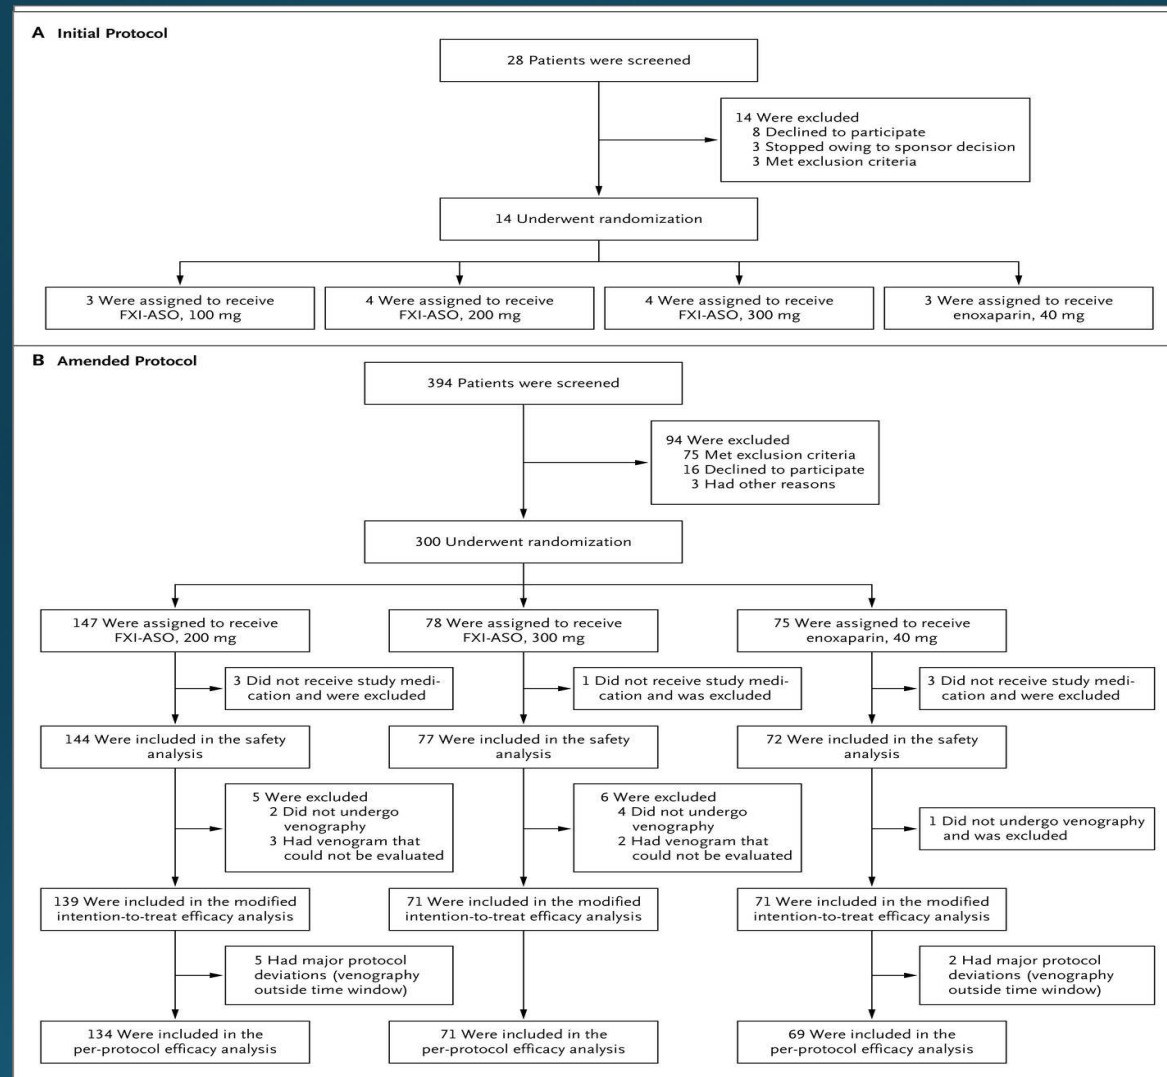 A Initial Protocol
28 Patients were screened
14 Were excluded
8 Declined to participate
3 Stopped owing to sponsor decision
3 Met exclusion criteria
14 Underwent randomization
3 Were assigned to receive
FXI-ASO, 100 mg
4 Were assigned to receive
FXI-ASO, 200 mg
4 Were assigned to receive
FXI-ASO, 300 mg
3 Were assigned to receive
enoxaparin, 40 mg
B Amended Protocol
394 Patients were screened
94 Were excluded
75 Met exclusion criteria
16 Declined to participate
3 Had other reasons
300 Underwent randomization
147 Were assigned to receive
FXI-ASO, 200 mg
78 Were assigned to receive
FXI-ASO, 300 mg
75 Were assigned to receive
enoxaparin, 40 mg
3 Did not receive study medi-
cation and were excluded
1 Did not receive study medi-
cation and was excluded
3 Did not receive study medi-
cation and were excluded
144 Were included in the safety
analysis
77 Were included in the safety
analysis
72 Were included in the safety
analysis
5 Were excluded
2 Did not undergo
venography
3 Had venogram that
could not be evaluated
6 Were excluded
4 Did not undergo
venography
2 Had venogram that
could not be evaluated
1 Did not undergo venography
and was excluded
139 Were included in the modified
intention-to-treat efficacy analysis
71 Were included in the modified
intention-to-treat efficacy analysis
71 Were included in the modified
intention-to-treat efficacy analysis
5 Had major protocol
deviations (venography
outside time window)
2 Had major protocol
deviations (venography
outside time window)
134 Were included in the
per-protocol efficacy analysis
71 Were included in the
per-protocol efficacy analysis
69 Were included in the
per-protocol efficacy analysis